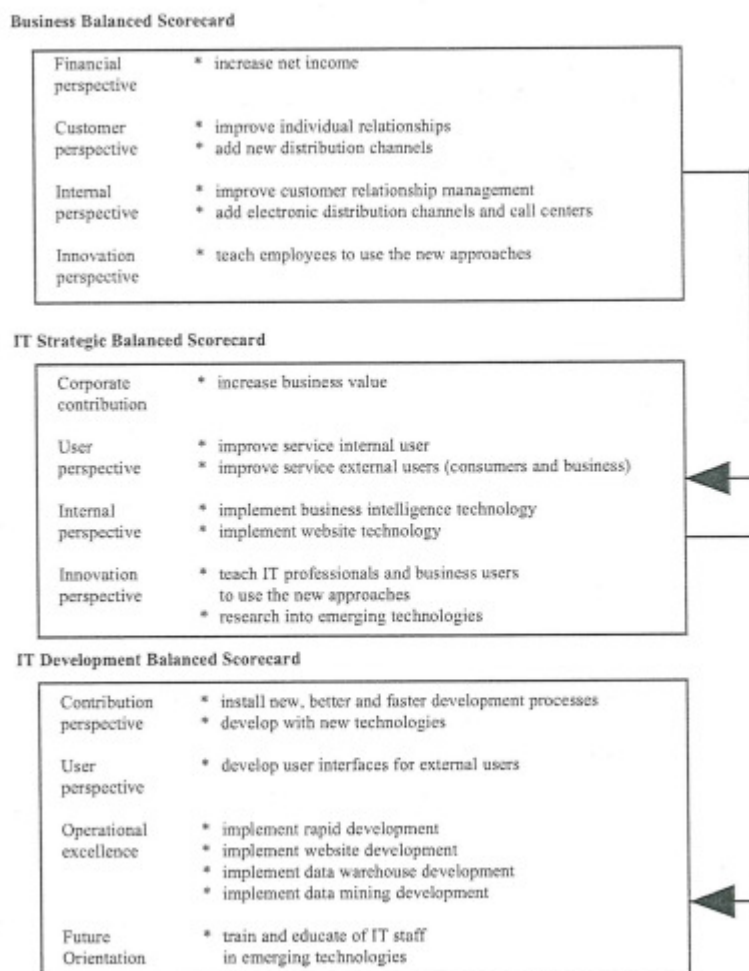 Business Balanced Scorecard
Financial * increase net income
perspective
Customer * improve individual relationships
perspective * add new distribution channels
Internal * improve customer relationship management
perspective * add electronic distribution channels and call centers
Innovation * teach employees to use the new approaches
perspective
IT Strategic Balanced Scorecard
Corporate * increase business value
contribution
User * improve service internal user
perspective * improve service external users (consumers and business)
Internal * implement business intelligence technology
perspective * implement website technology
Innovation * teach IT professionals and business users
perspective to use the new approaches
* research into emerging technologies
IT Development Balanced Scorecard
Contribution * install new, better and faster development processes
perspective * develop with new technologies
User * develop user interfaces for external users
perspective
Operational * implement rapid development
excellence * implement website development
* implement data warehouse development
* implement data mining development
Future * train and educate of IT staff
Orientation in emerging technologies